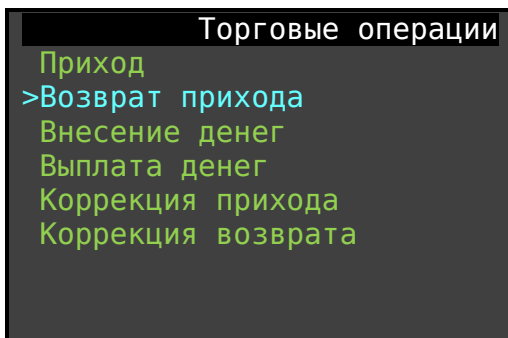 Торговые операции
Приход
>Возврат прихода
Внесение денег
Выплата денег
Коррекция прихода
Коррекция возврата